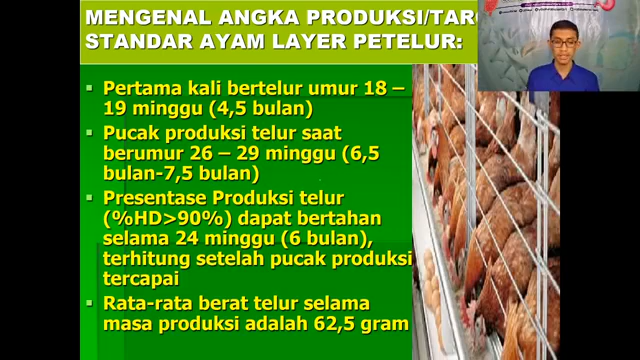 MENGENAL ANGKA PRODUKSI/TARG
STANDAR AYAM LAYER PETELUR:
Pertama kali bertelur umur 18 –
19 minggu (4,5 bulan)
Pucak produksi telur saat
berumur 26 – 29 minggu (6,5
bulan-7,5 bulan)
Presentase Produksi telur
(%HD>90%) dapat bertahan
selama 24 minggu (6 bulan),
terhitung setelah pucak produksi
tercapai
Rata-rata berat telur selama
masa produksi adalah 62,5 gram